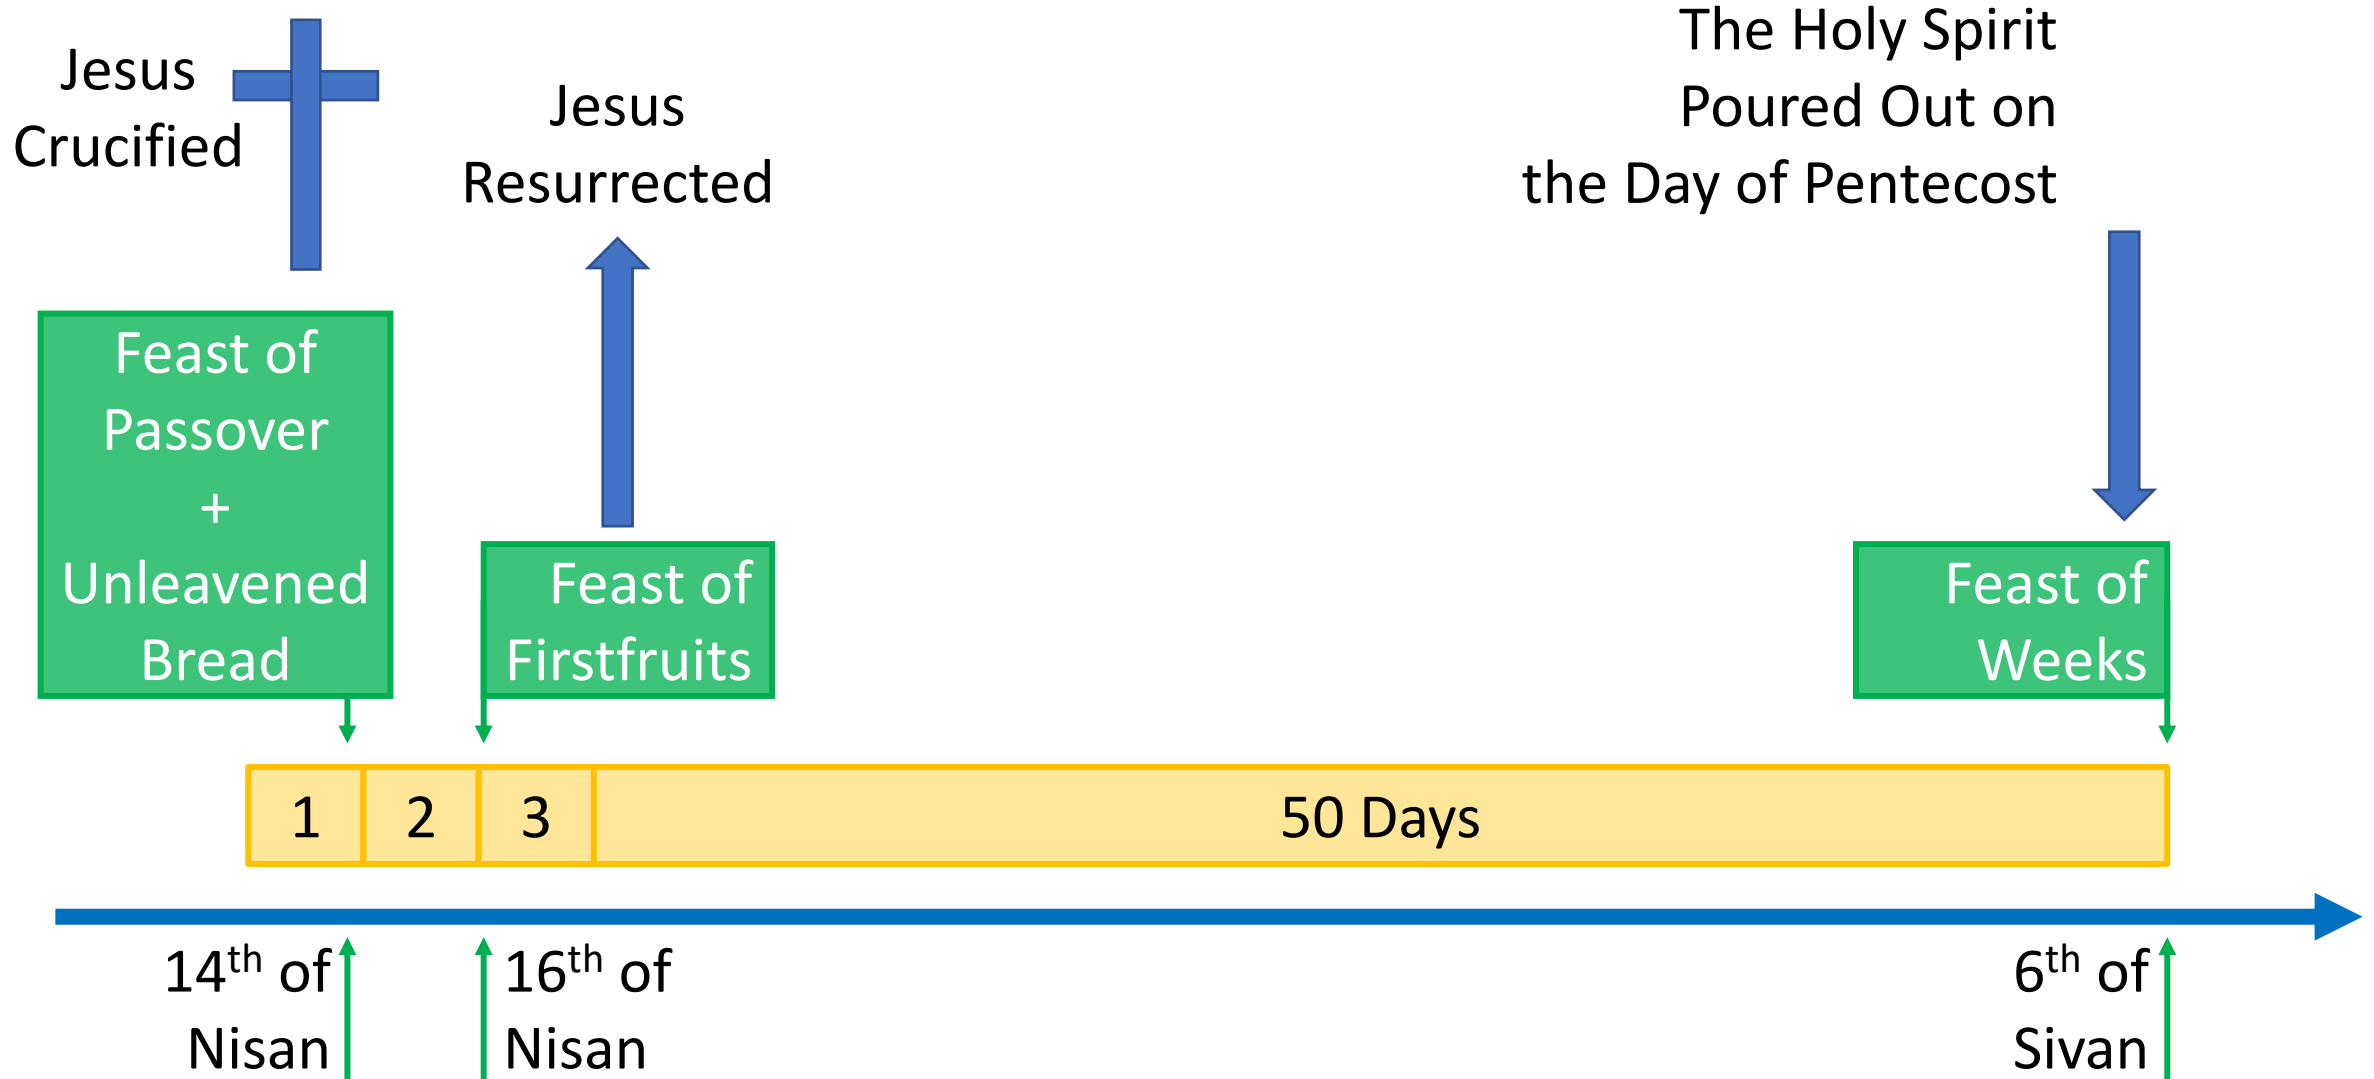 Jesus
Crucified
Jesus
Resurrected
The Holy Spirit
Poured Out on
the Day of Pentecost
Feast of
Passover
+
Unleavened
Bread
Feast of
Firstfruits
Feast of
Weeks
1 2 3 50 Days
14th of
Nisan
16th of
Nisan
6th of
Sivan